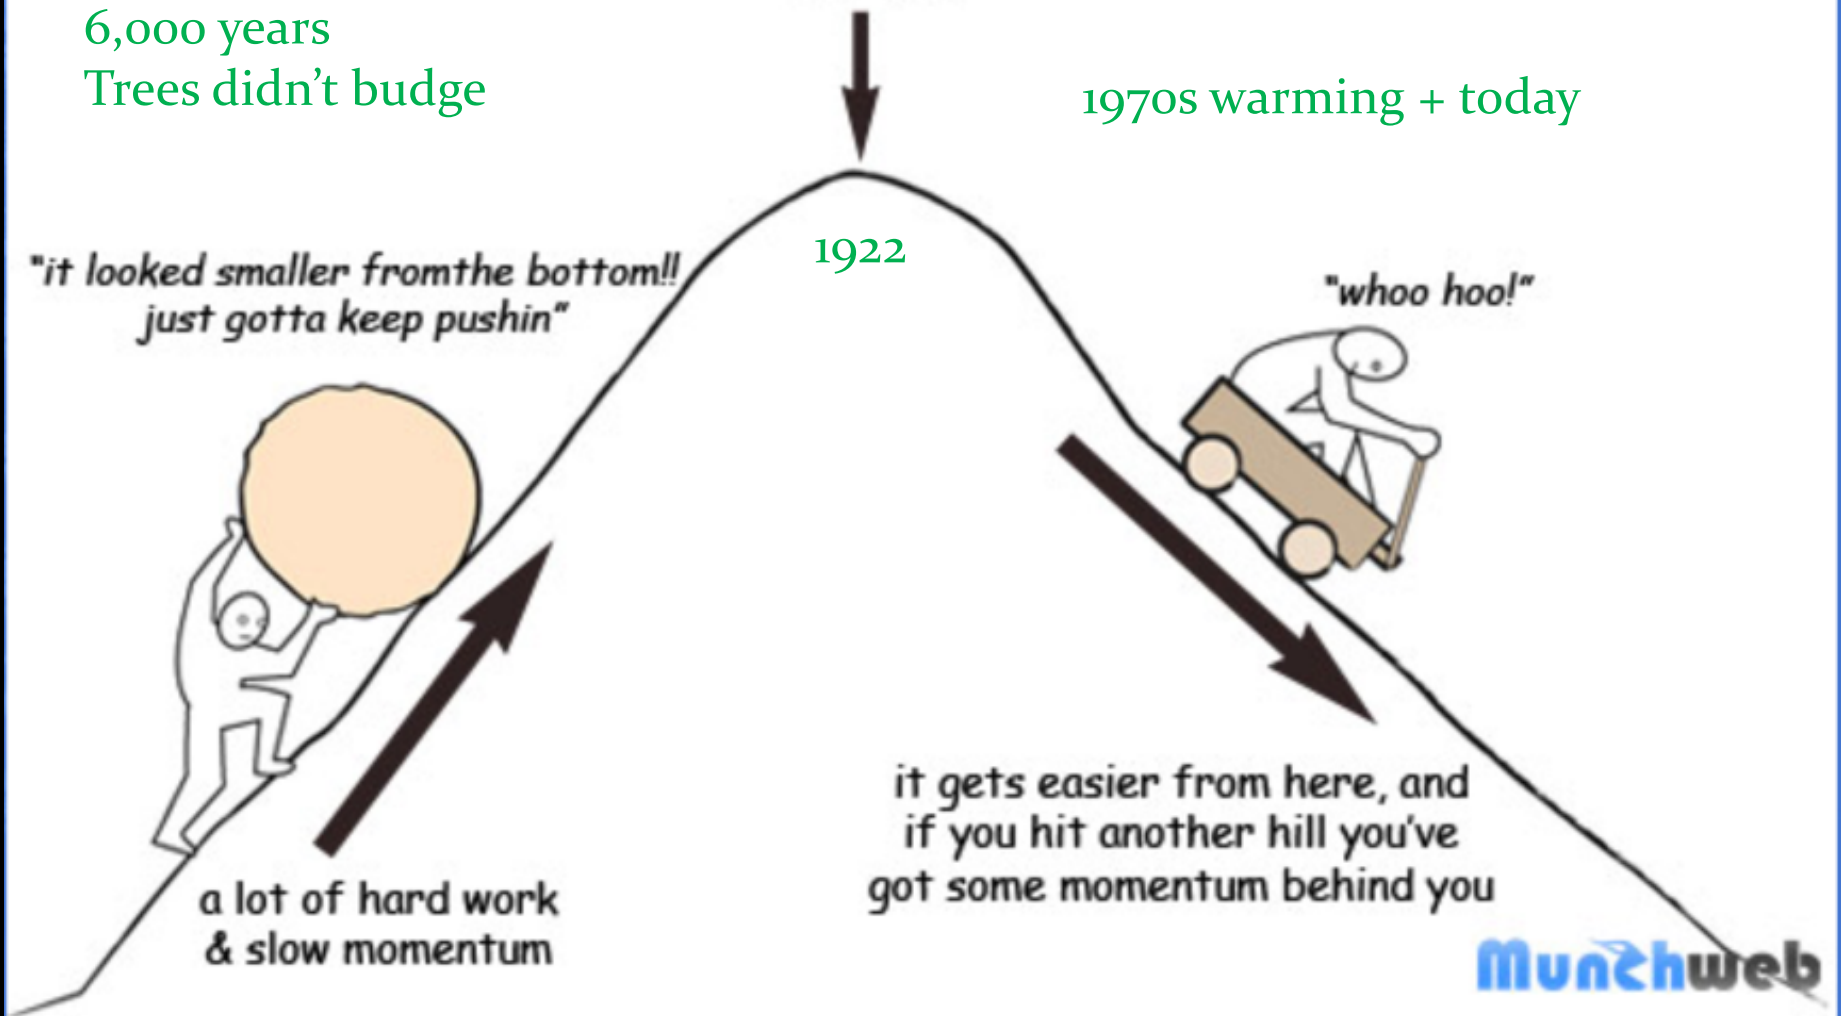 6,000 years
Trees didn't budge
1970s warming + today
1922
"it looked smaller fromthe bottom!!
just gotta keep pushin"
"whoo hoo!"
it gets easier from here, and
if you hit another hill you've
got some momentum behind you
a lot of hard work
& slow momentum
Munchweb